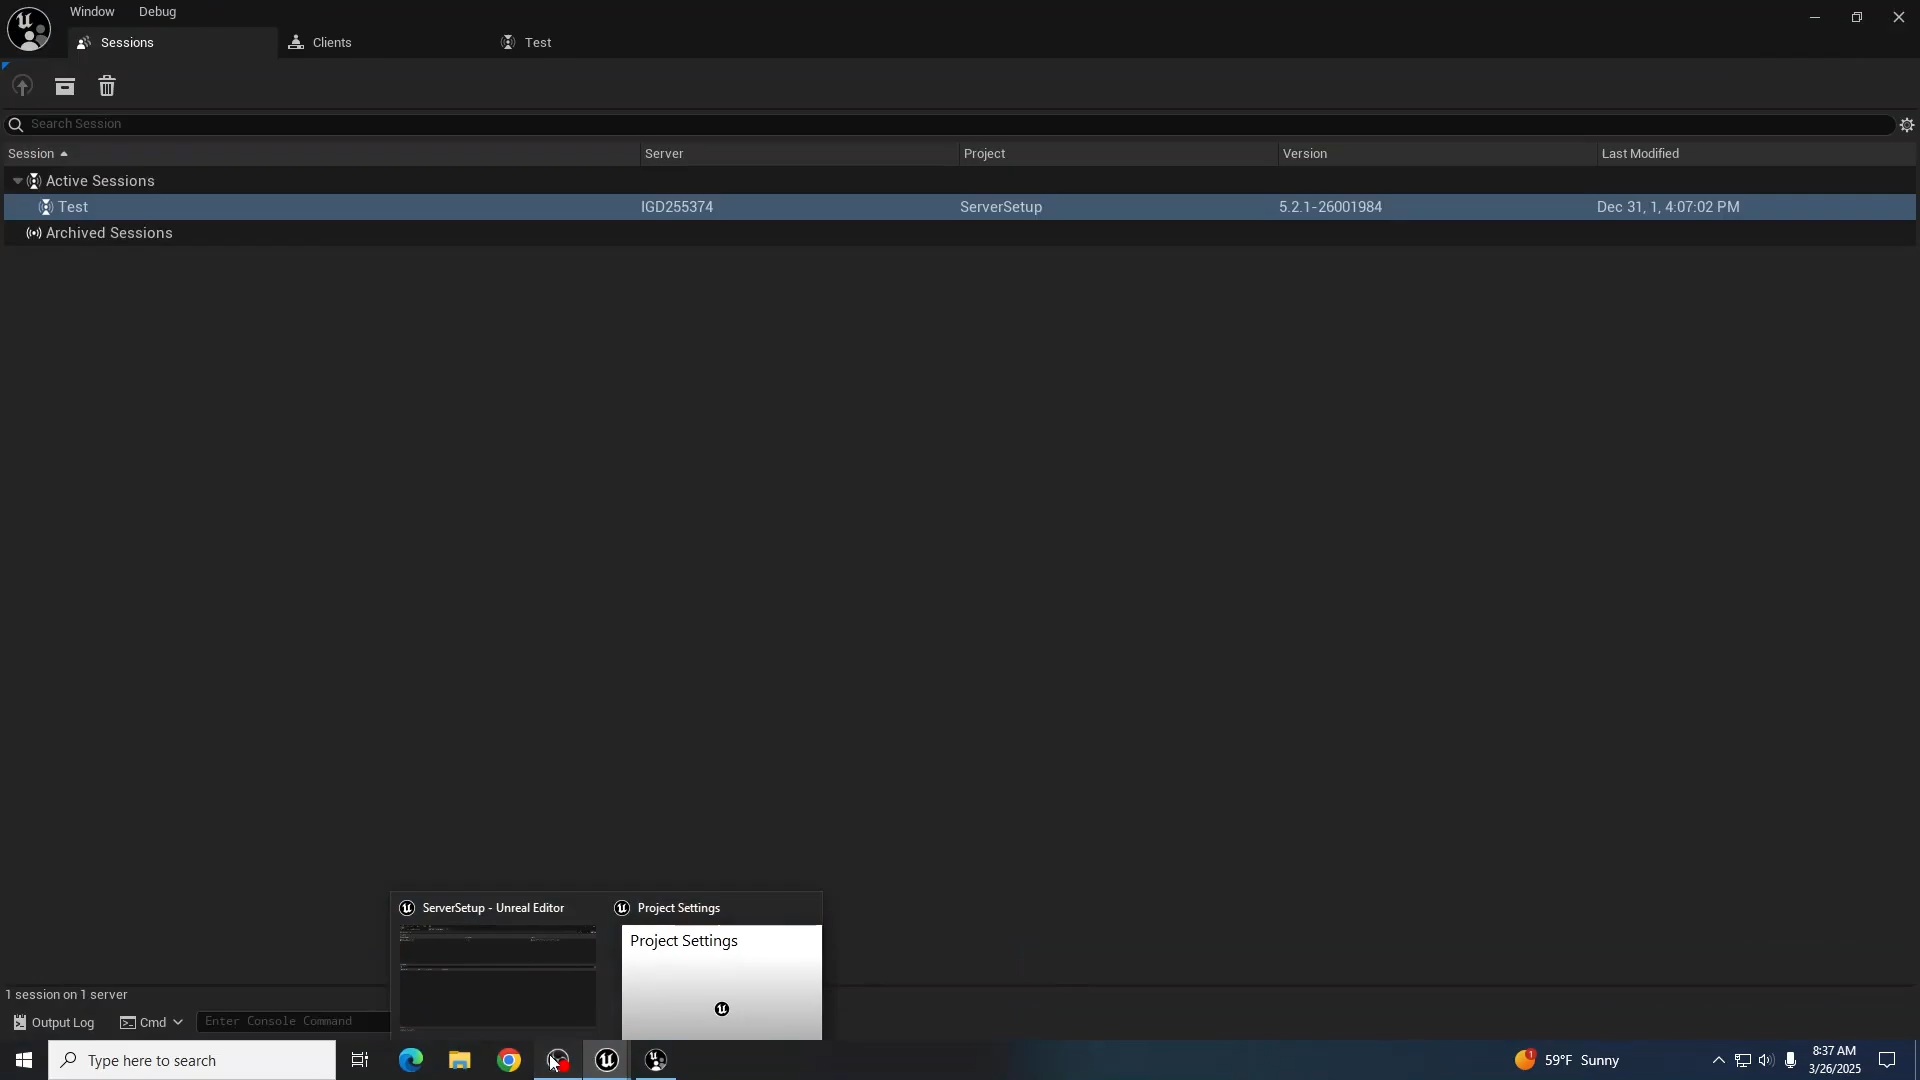 Window Debug
Sessions Clients Test
Search Session
Session Server Project Version Last Modified
Active Sessions
Test IGD255374 ServerSetup 5.2.1-26001984 Dec 31, 1, 4:07:02 PM
Archived Sessions
ServerSetup - Unreal Editor Project Settings
Project Settings
1 session on 1 server
Output Log Cmd Enter Console Command
Type here to search 1 59°F Sunny 8:37 AM
3/26/2025